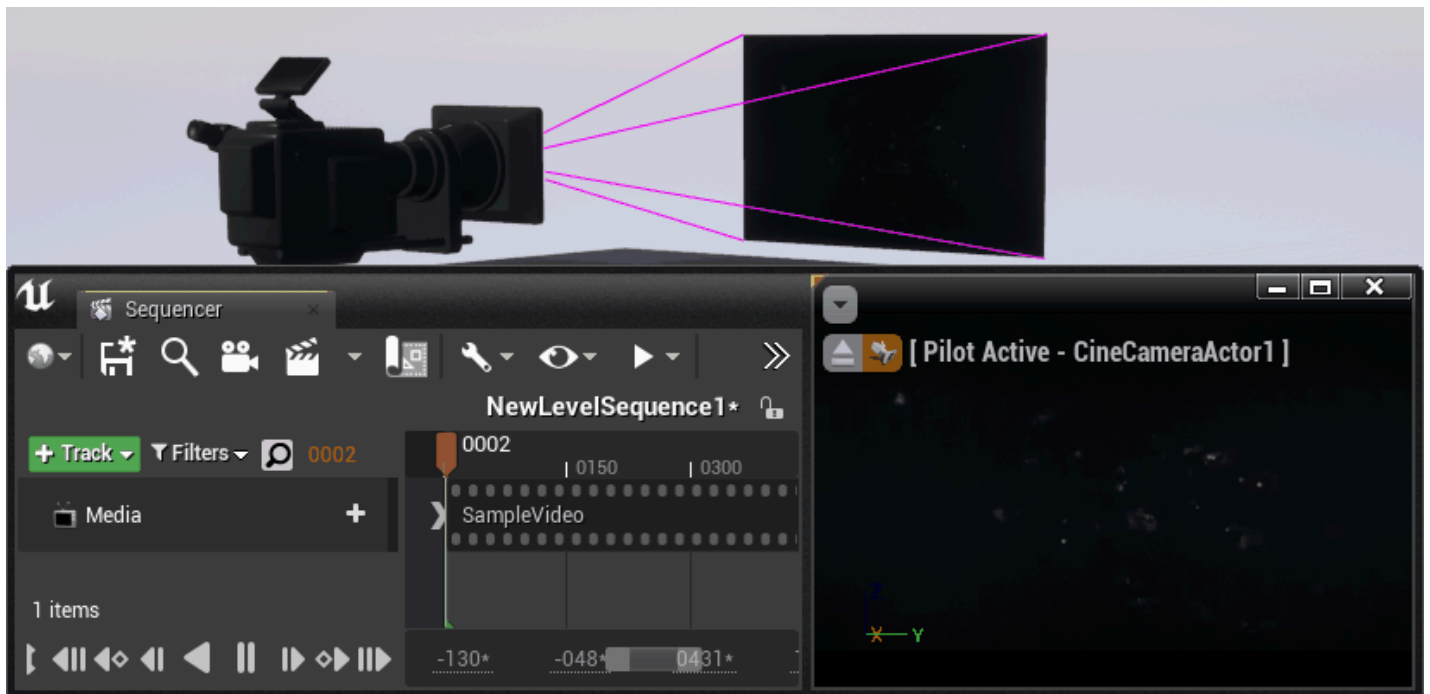 Sequencer
[ Pilot Active - CineCameraActor1 ]
NewLevelSequence1*
+ Track Filters 0002
0002
0150 0300
Media +
SampleVideo
1 items
-130* -048* 0431*
Z
X Y